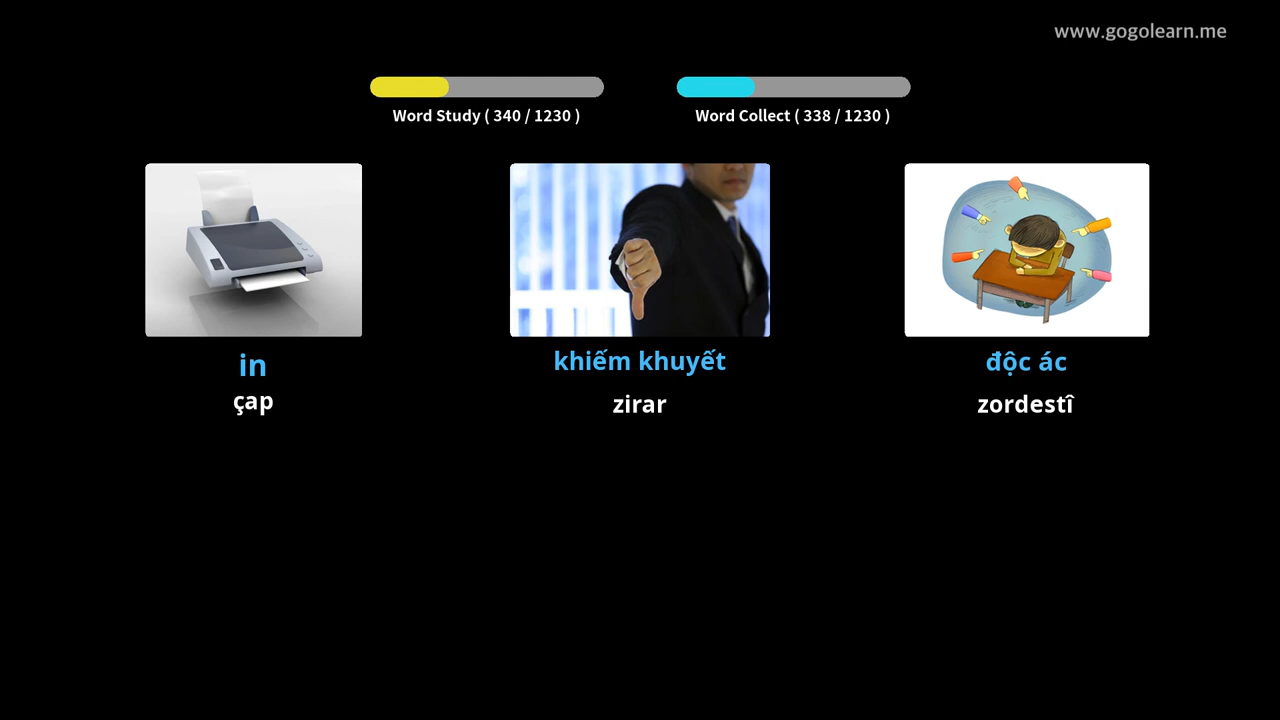 www.gogolearn.me
Word Study ( 340 / 1230 )
Word Collect ( 338 / 1230 )
in
çap
khiếm khuyết
zirar
độc ác
zordestî